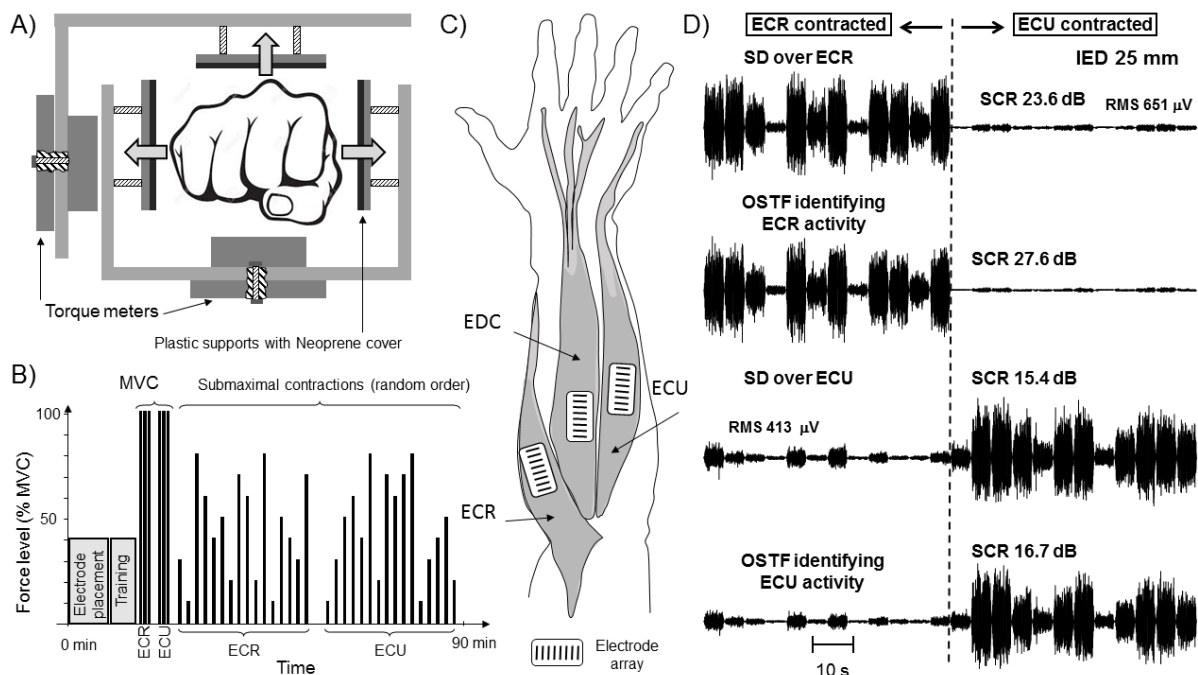 A)
Torque meters
Plastic supports with Neoprene cover
B)
MVC
Submaximal contractions (random order)
Force level (% MVC)
100
50
Electrode
placement
Training
0 min
ECR
ECU
ECR
ECU
90 min
Time
C)
EDC
ECU
ECR
Electrode
array
D)
ECR contracted
ECU contracted
SD over ECR
IED 25 mm
SCR 23.6 dB
RMS 651 μV
OSTF identifying
ECR activity
SCR 27.6 dB
SD over ECU
SCR 15.4 dB
RMS 413 μV
OSTF identifying
ECU activity
SCR 16.7 dB
10 s